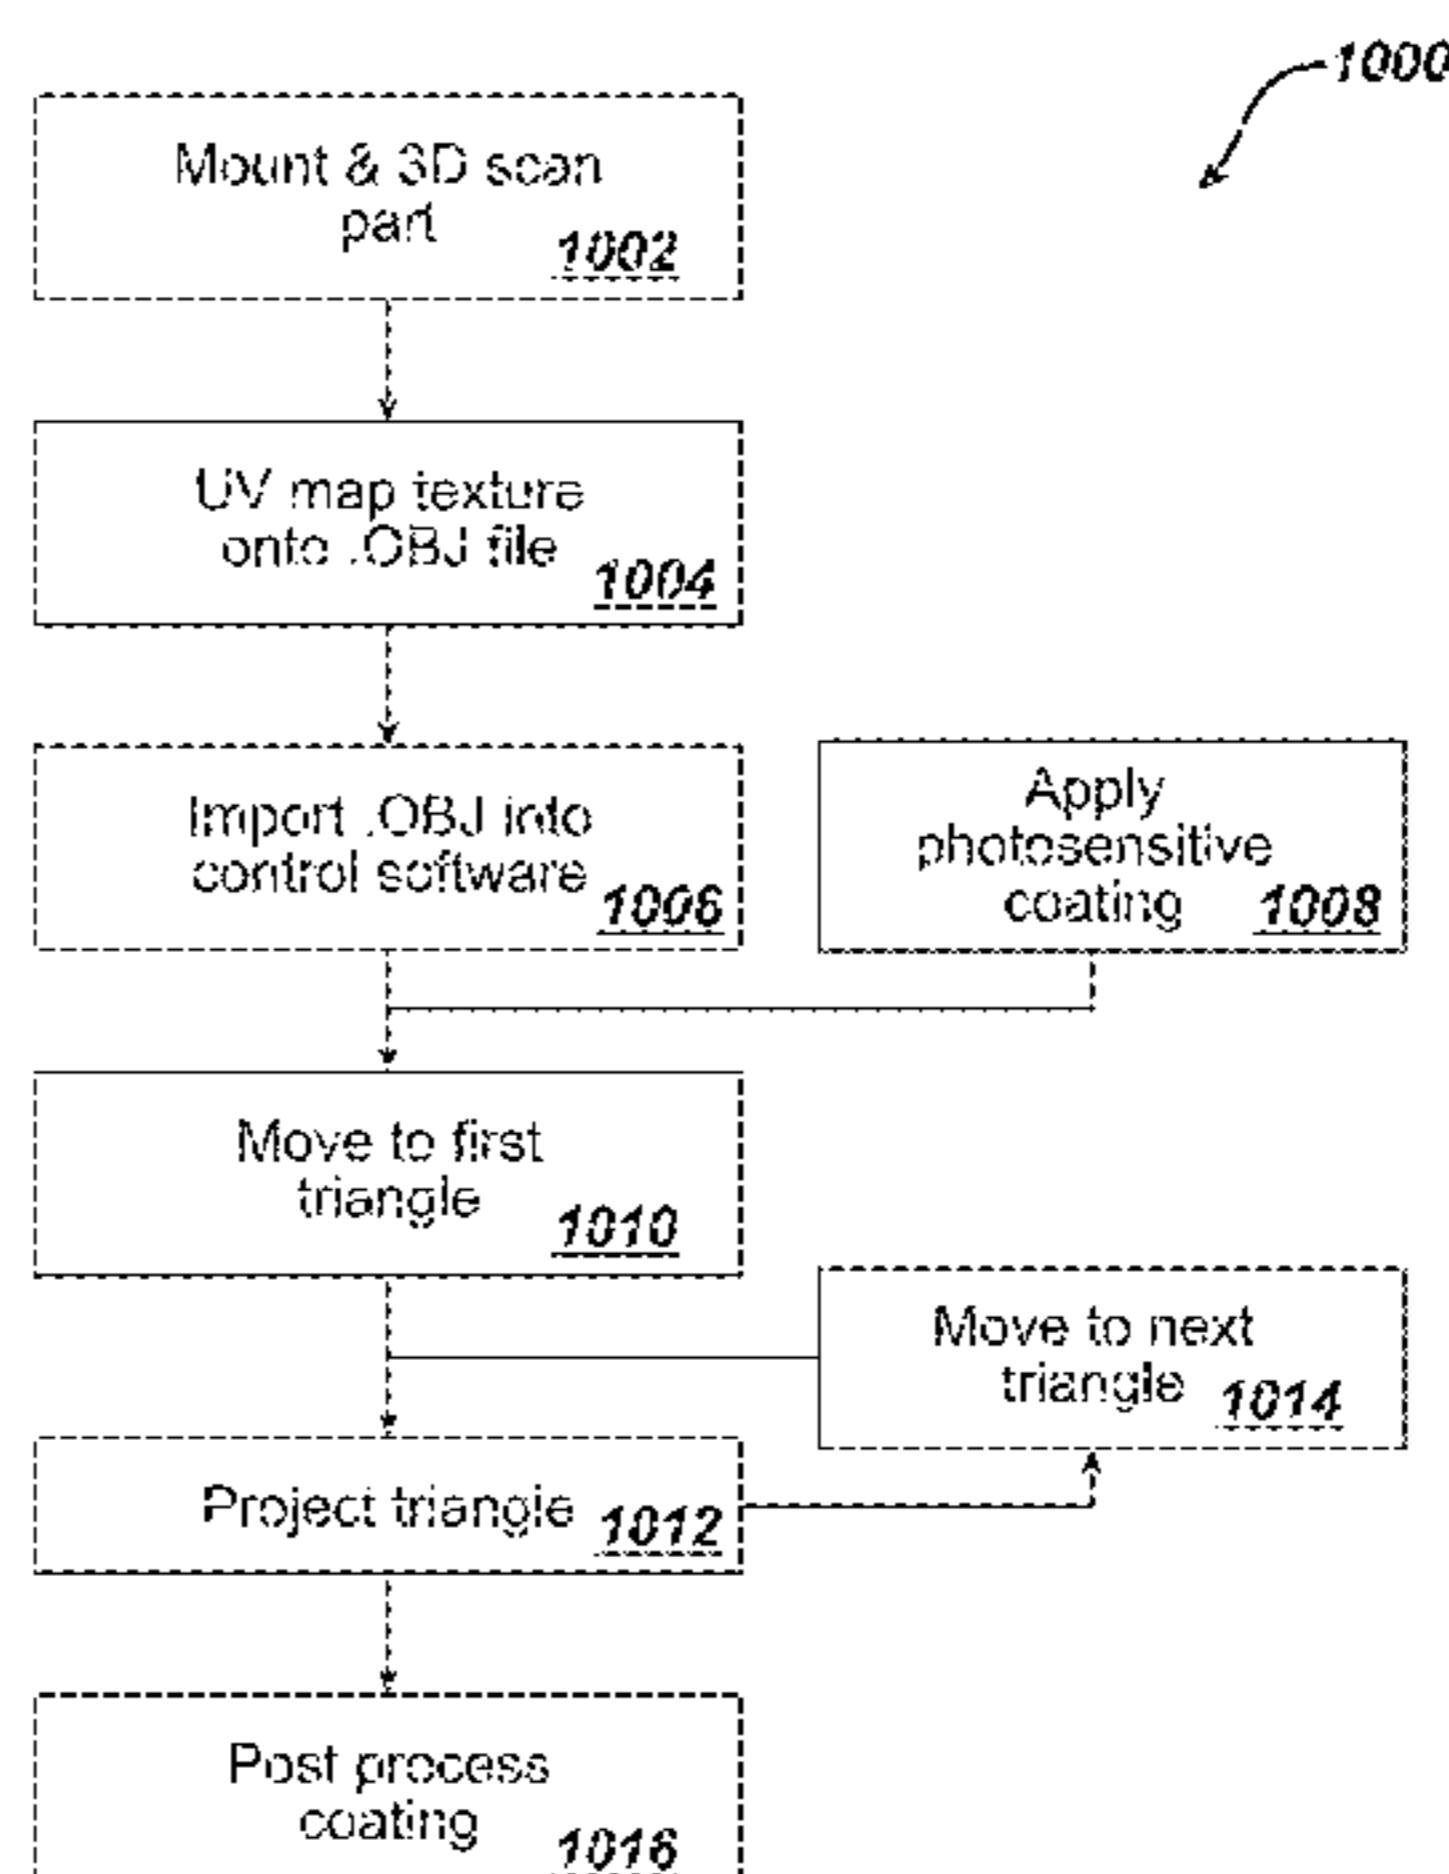 1000
Mount & 3D scan
part
1002
UV map texture
onto .OBJ file
1004
Import .OBJ into
control software
1006
Apply
photosensitive
coating
1008
Move to first
triangle
1010
Move to next
triangle
1014
Project triangle
1012
Post process
coating
1016